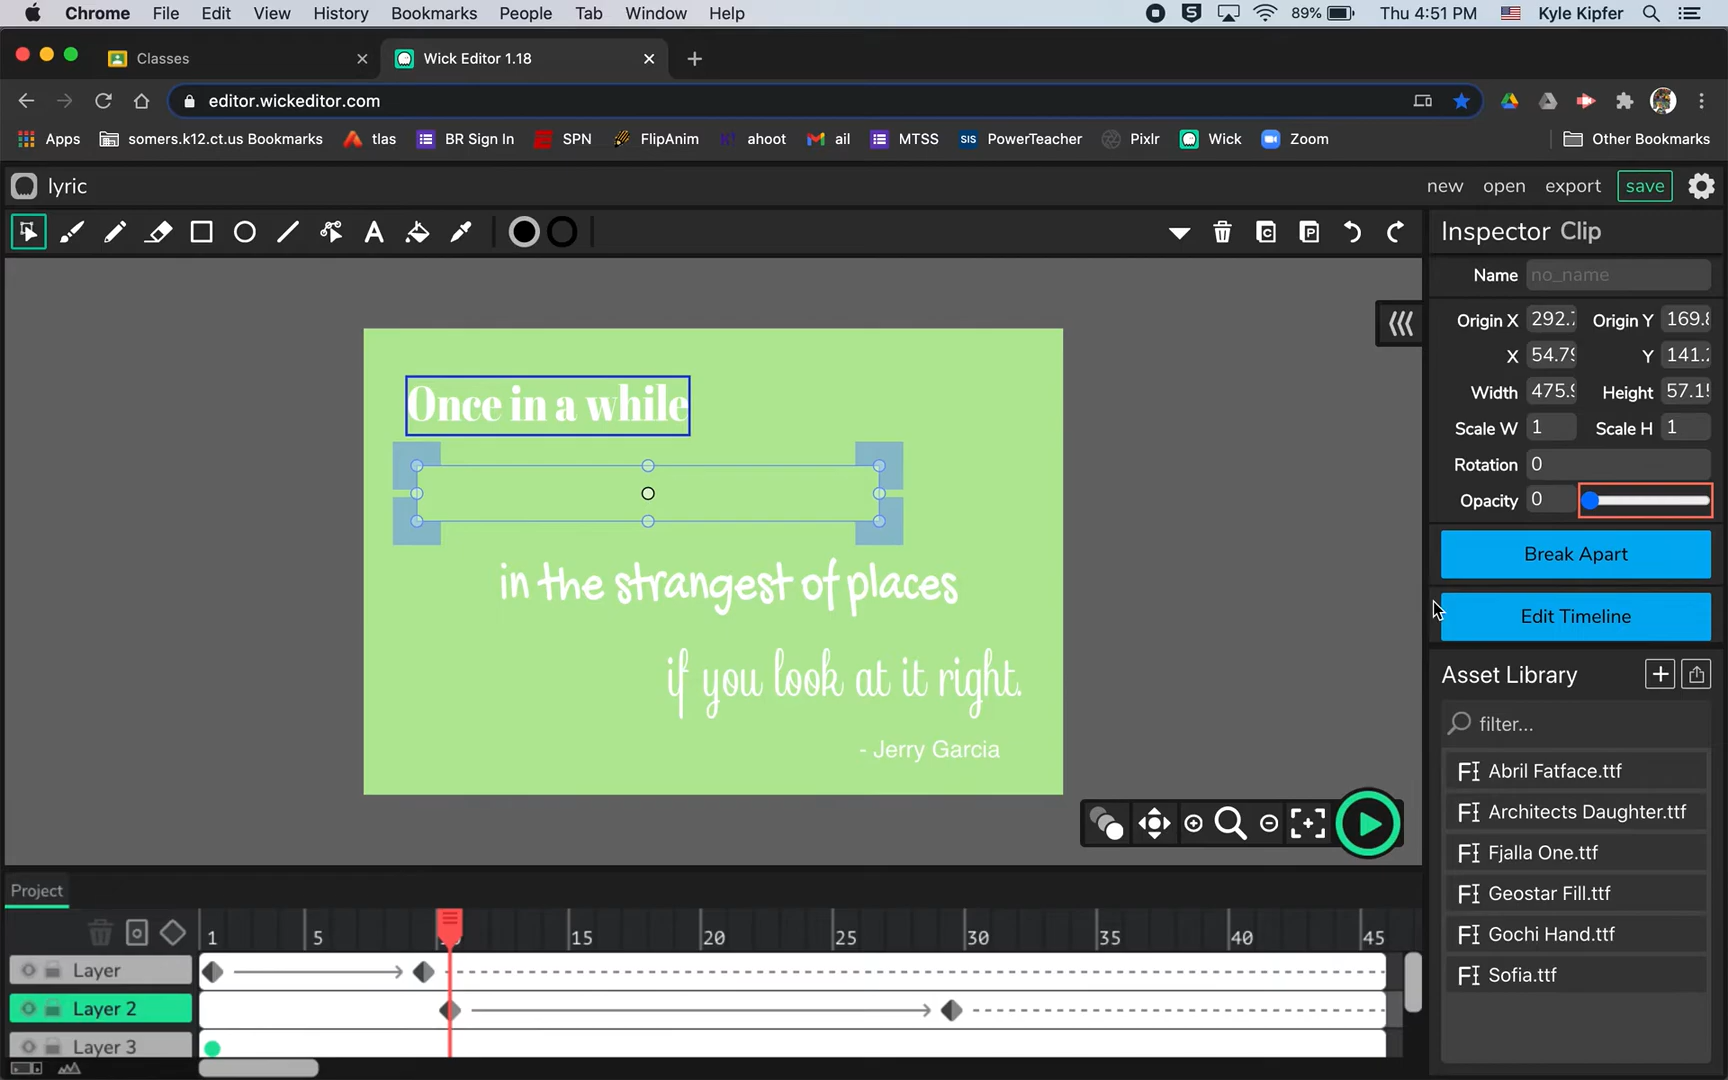 Chrome File Edit View History Bookmarks People Tab Window Help 89% Thu 4:51 PM Kyle Kipfer
Classes Wick Editor 1.18
editor.wickeditor.com
Apps somers.k12.ct.us Bookmarks tlas BR Sign In SPN FlipAnim ahoot ail MTSS SIS PowerTeacher Pixlr Wick Zoom Other Bookmarks
lyric new open export save
Inspector Clip
Name no_name
Origin X 292. Origin Y 169.
X 54.79 Y 141.
Width 475.9 Height 57.1
Scale W 1 Scale H 1
Rotation 0
Opacity 0
Break Apart
Edit Timeline
Once in a while
in the strangest of places
if you look at it right.
- Jerry Garcia
Asset Library
filter...
Abril Fatface.ttf
Architects Daughter.ttf
Fjalla One.ttf
Geostar Fill.ttf
Gochi Hand.ttf
Sofia.ttf
Project
1 5 15 20 25 30 35 40 45
Layer
Layer 2
Layer 3